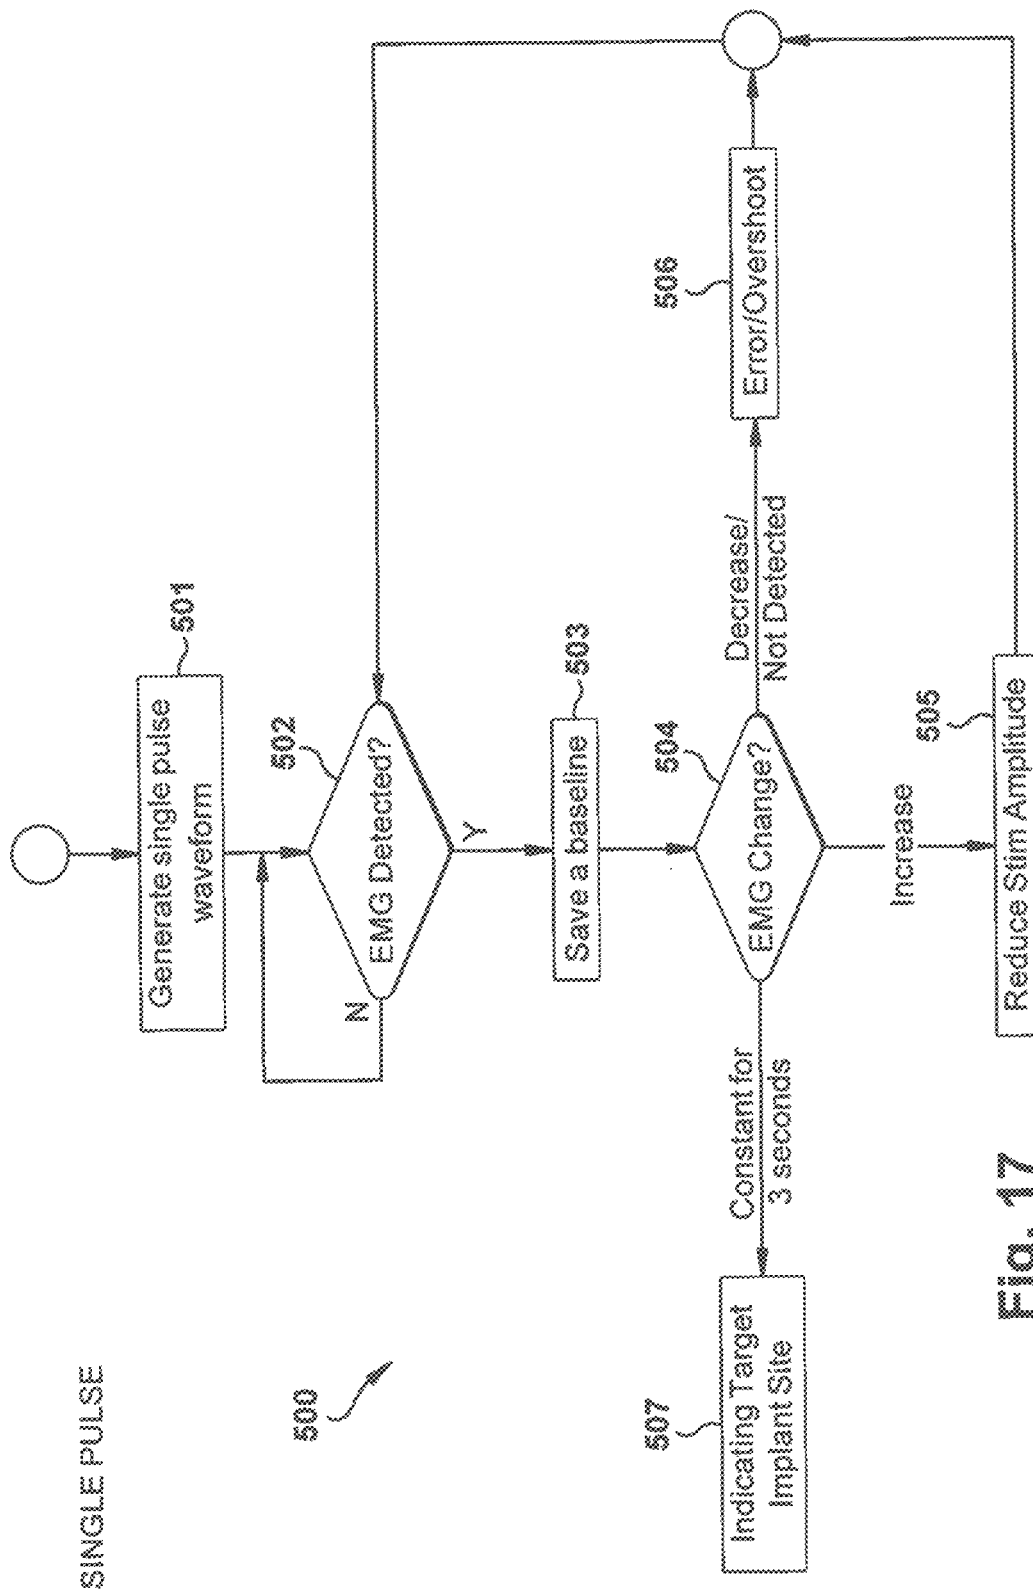 SINGLE PULSE
500
Generate single pulse
waveform
501
EMG Detected?
502
N
Y
Save a baseline
503
EMG Change?
504
Constant for
3 seconds
Decrease/
Not Detected
Error/Overshoot
506
Indicating Target
Implant Site
507
Increase
Reduce Stim Amplitude
505
Fig. 17